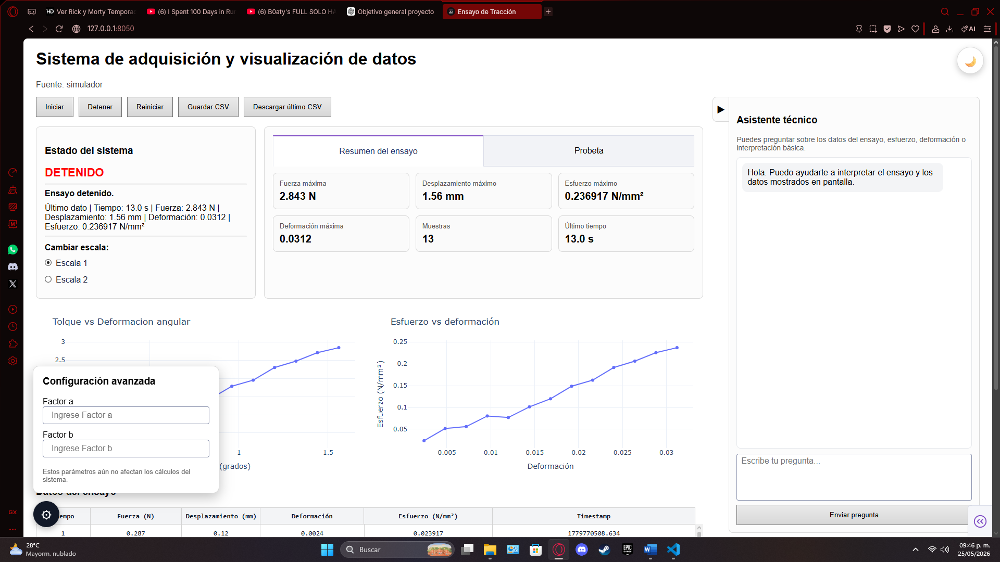 HD Ver Rick y Morty Temporad
(6) I Spent 100 Days in Rur
(6) B0aty's FULL SOLO HA
Objetivo general proyecto
Ensayo de Tracción
127.0.0.1:8050
AI
Sistema de adquisición y visualización de datos
Fuente: simulador
Iniciar
Detener
Reiniciar
Guardar CSV
Descargar último CSV
Estado del sistema
DETENIDO
Ensayo detenido.
Último dato | Tiempo: 13.0 s | Fuerza: 2.843 N |
Desplazamiento: 1.56 mm | Deformación: 0.0312 |
Esfuerzo: 0.236917 N/mm²
Cambiar escala:
Escala 1
Escala 2
Resumen del ensayo
Probeta
Fuerza máxima
2.843 N
Desplazamiento máximo
1.56 mm
Esfuerzo máximo
0.236917 N/mm²
Deformación máxima
0.0312
Muestras
13
Último tiempo
13.0 s
Asistente técnico
Puedes preguntar sobre los datos del ensayo, esfuerzo, deformación o
interpretación básica.
Hola. Puedo ayudarte a interpretar el ensayo y los
datos mostrados en pantalla.
Escribe tu pregunta...
Enviar pregunta
Tolque vs Deformacion angular
3
2.5
1
1.5
(grados)
Esfuerzo vs deformación
0.25
0.2
0.15
0.1
0.05
Esfuerzo (N/mm²)
0.005
0.01
0.015
0.02
0.025
0.03
Deformación
Configuración avanzada
Factor a
Ingrese Factor a
Factor b
Ingrese Factor b
Estos parámetros aún no afectan los cálculos del
sistema.
Datos del ensayo
empo
Fuerza (N)
Desplazamiento (mm)
Deformación
Esfuerzo (N/mm²)
Timestamp
1
0.287
0.12
0.0024
0.023917
1779770508.634
GX
28°C
Mayorm. nublado
Buscar
EPIC
GAMES
09:46 p. m.
25/05/2026